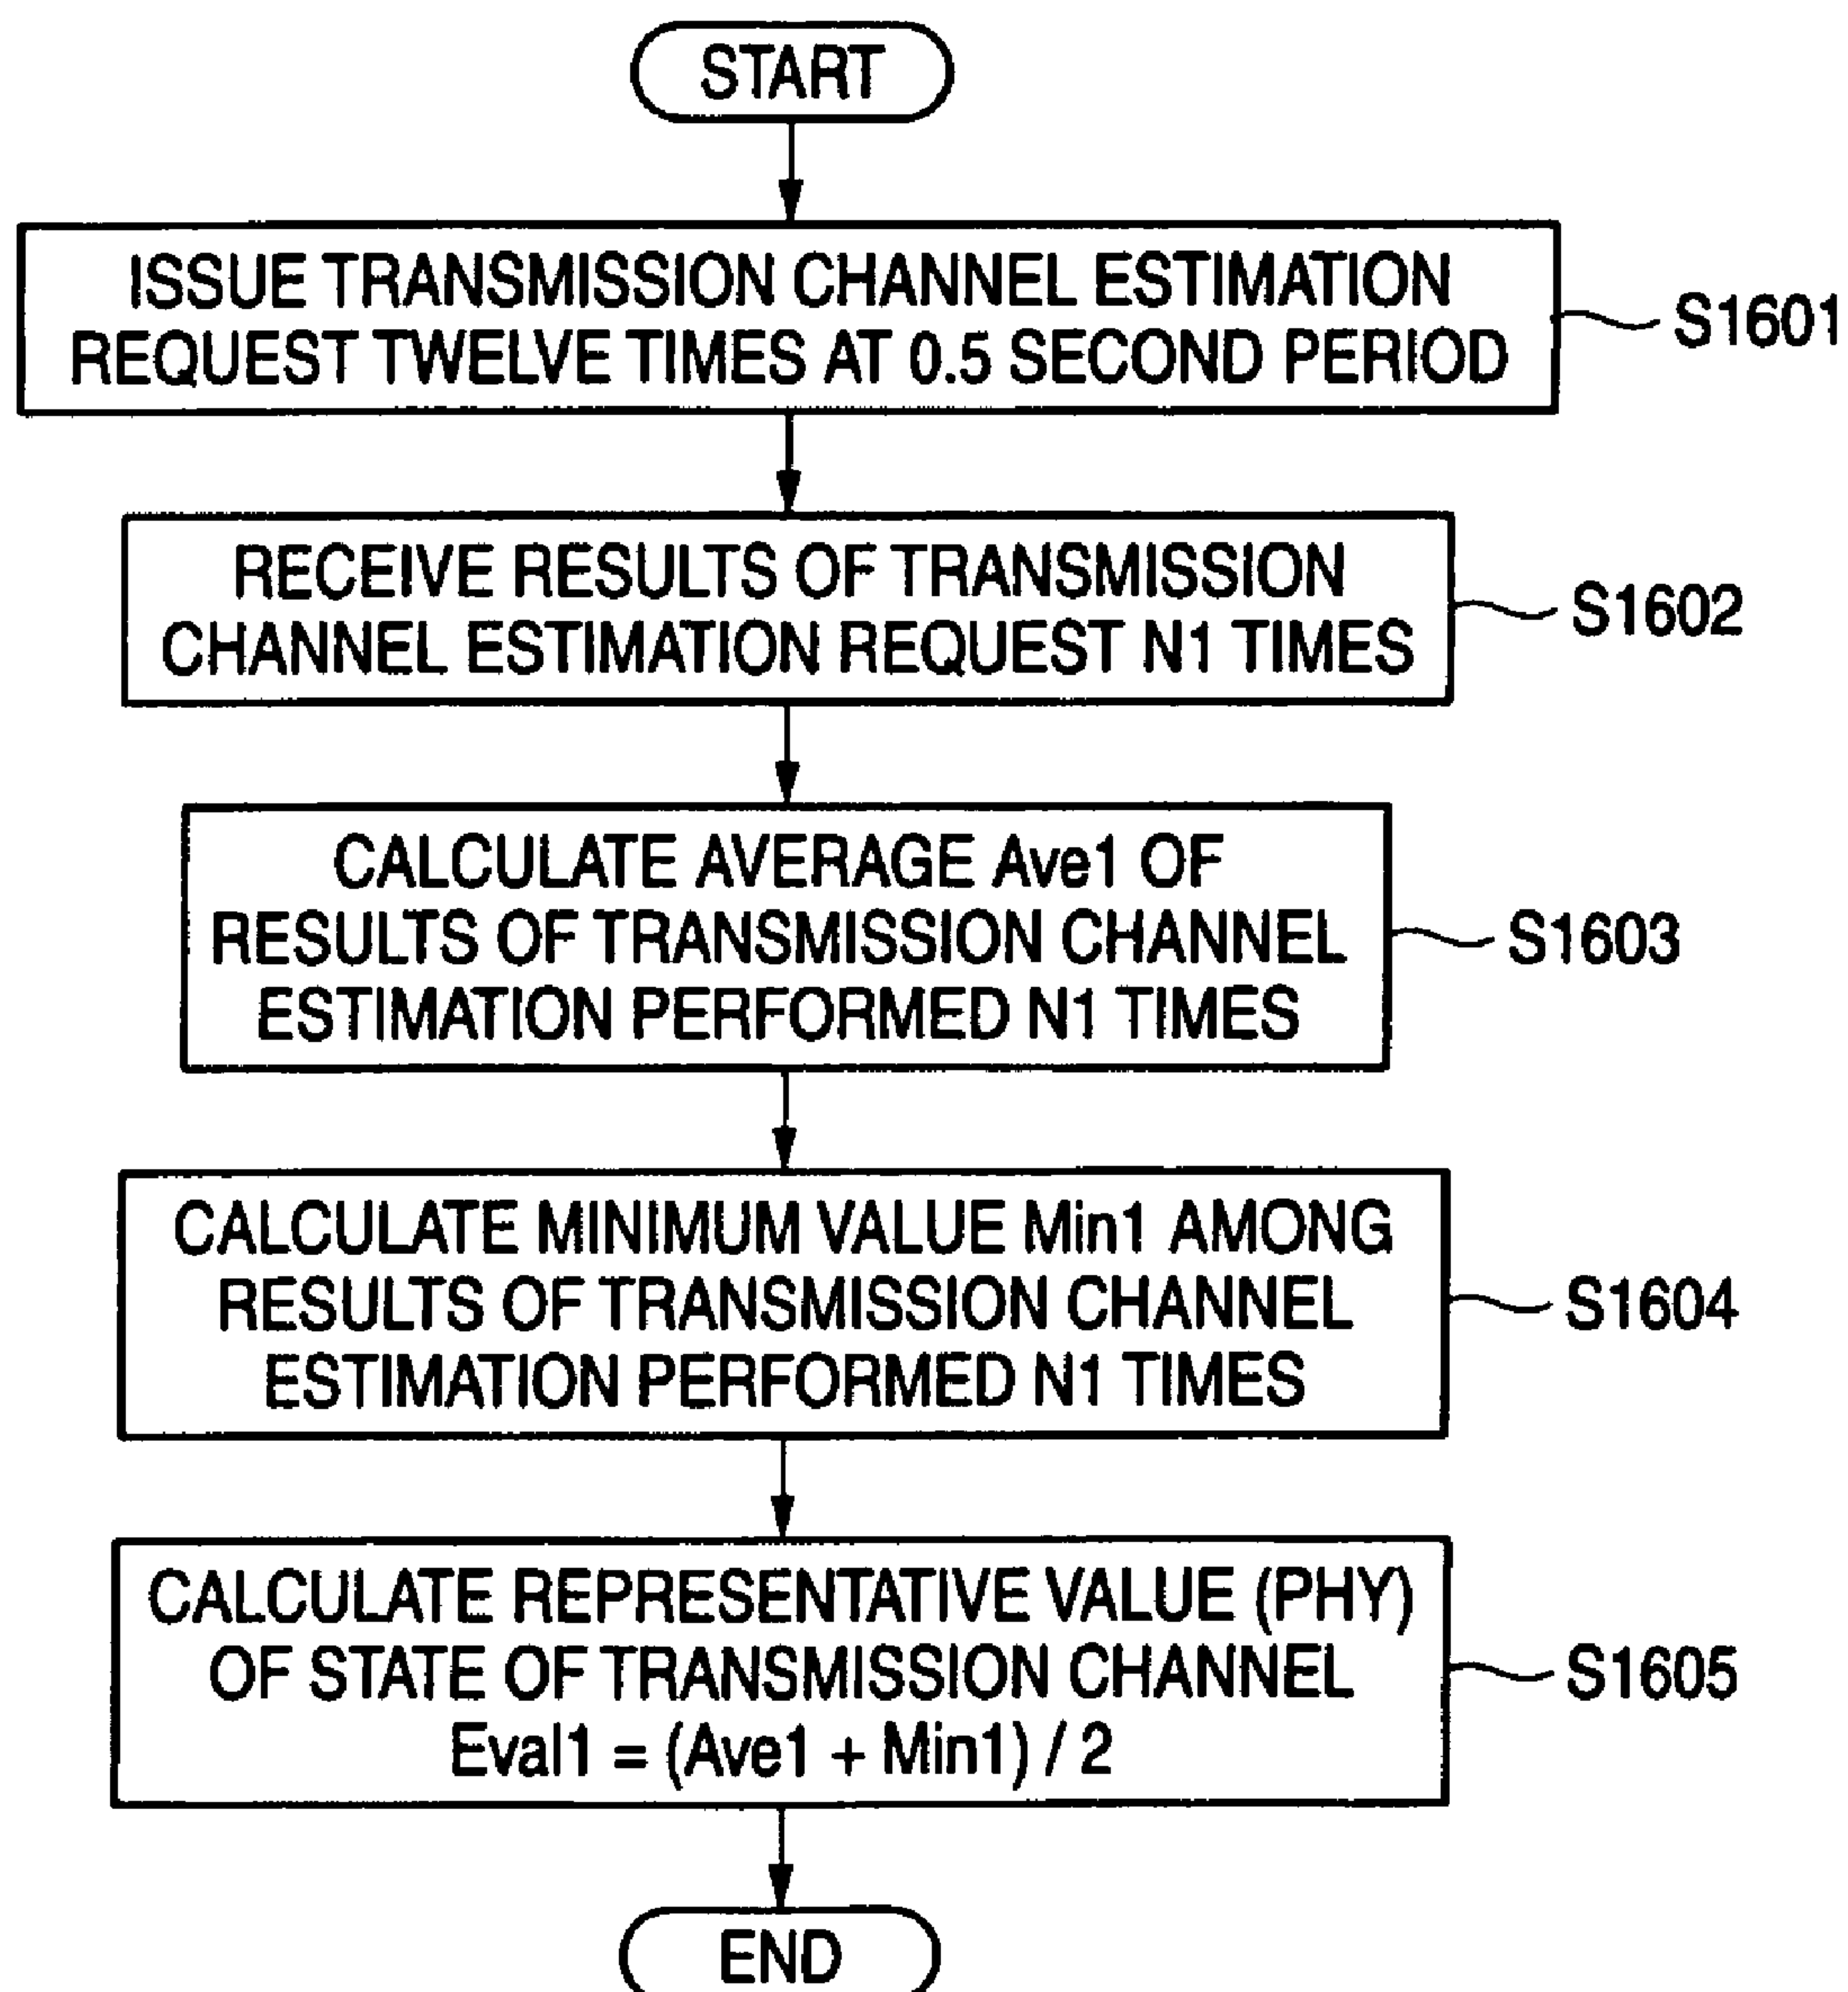 START
ISSUE TRANSMISSION CHANNEL ESTIMATION
REQUEST TWELVE TIMES AT 0.5 SECOND PERIOD
S1601
RECEIVE RESULTS OF TRANSMISSION
CHANNEL ESTIMATION REQUEST N1 TIMES
S1602
CALCULATE AVERAGE Ave1 OF
RESULTS OF TRANSMISSION CHANNEL
ESTIMATION PERFORMED N1 TIMES
S1603
CALCULATE MINIMUM VALUE Min1 AMONG
RESULTS OF TRANSMISSION CHANNEL
ESTIMATION PERFORMED N1 TIMES
S1604
CALCULATE REPRESENTATIVE VALUE (PHY)
OF STATE OF TRANSMISSION CHANNEL
Eval1 = (Ave1 + Min1) / 2
S1605
END